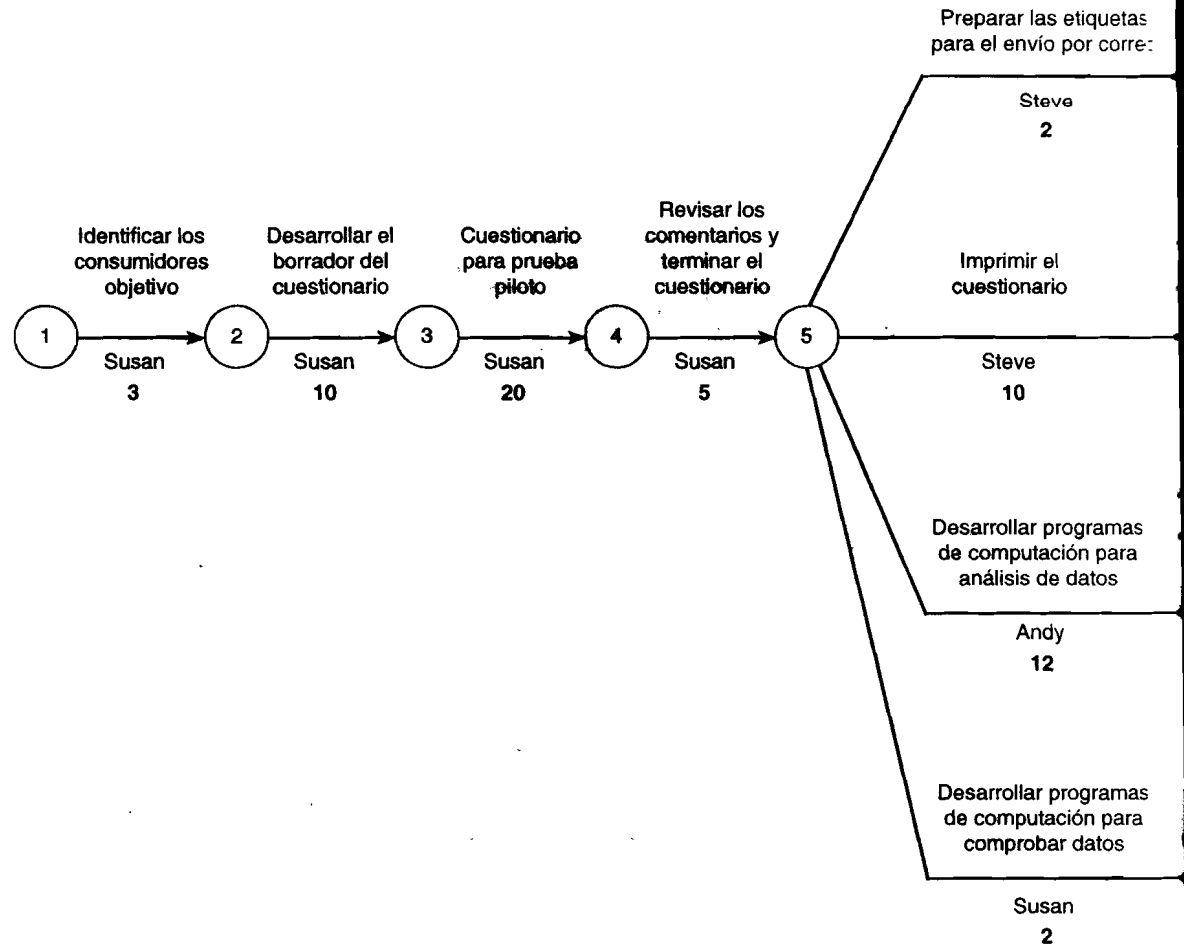 Preparar las etiquetas
para el envío por
Steve
2
Identificar los
consumidores
objetivo
1
Susan
3
Desarrollar el
borrador del
cuestionario
2
Susan
10
Cuestionario
para prueba
piloto
3
Susan
20
Revisar los
comentarios y
terminar el
cuestionario
4
Susan
5
5
Imprimir el
cuestionario
Steve
10
Desarrollar programas
de computación para
análisis de datos
Andy
12
Desarrollar programas
de computación para
comprobar datos
Susan
2